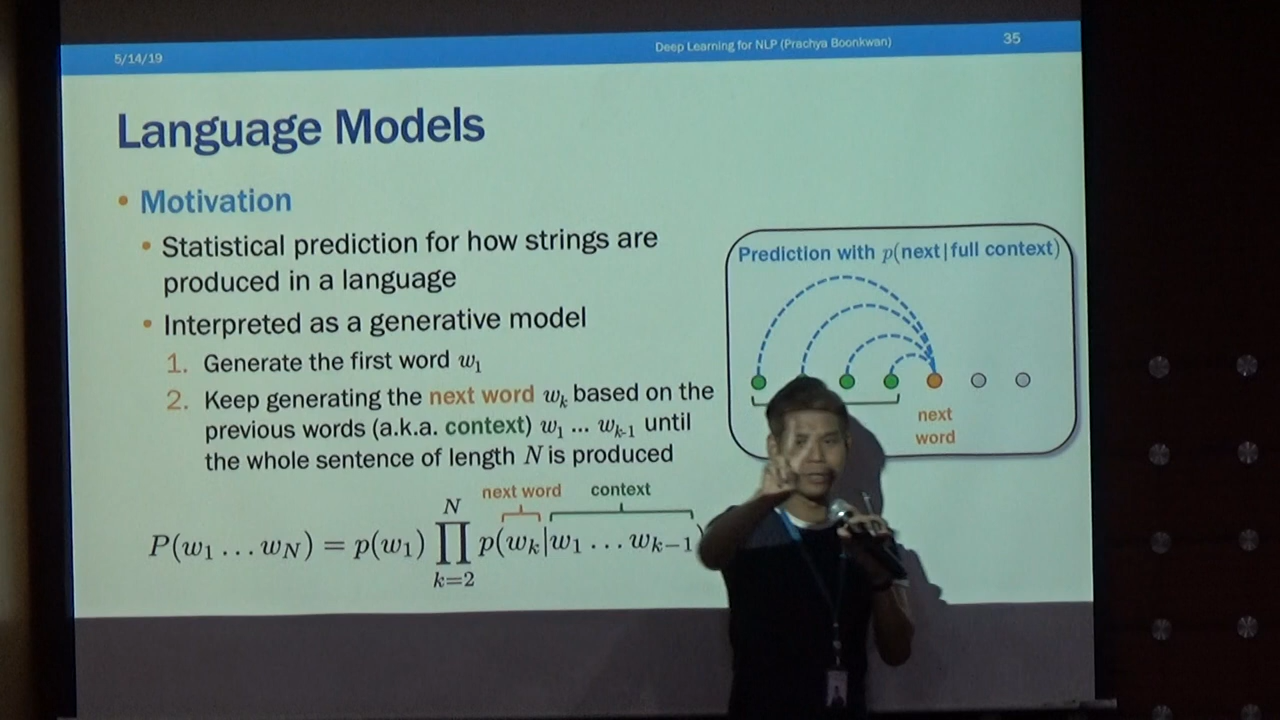 5/14/19
Deep Learning for NLP (Prachya Boonkwan)
35
Language Models
• Motivation
• Statistical prediction for how strings are
produced in a language
• Interpreted as a generative model
1. Generate the first word w₁
2. Keep generating the next word wₖ based on the
previous words (a.k.a. context) w₁ ... wₖ₋₁ until
the whole sentence of length N is produced
next word
context
P(w₁ … w_N) = p(w₁) ∏_{k=2}^{N} p(wₖ|w₁ … wₖ₋₁)
Prediction with p(next|full context)
next
word